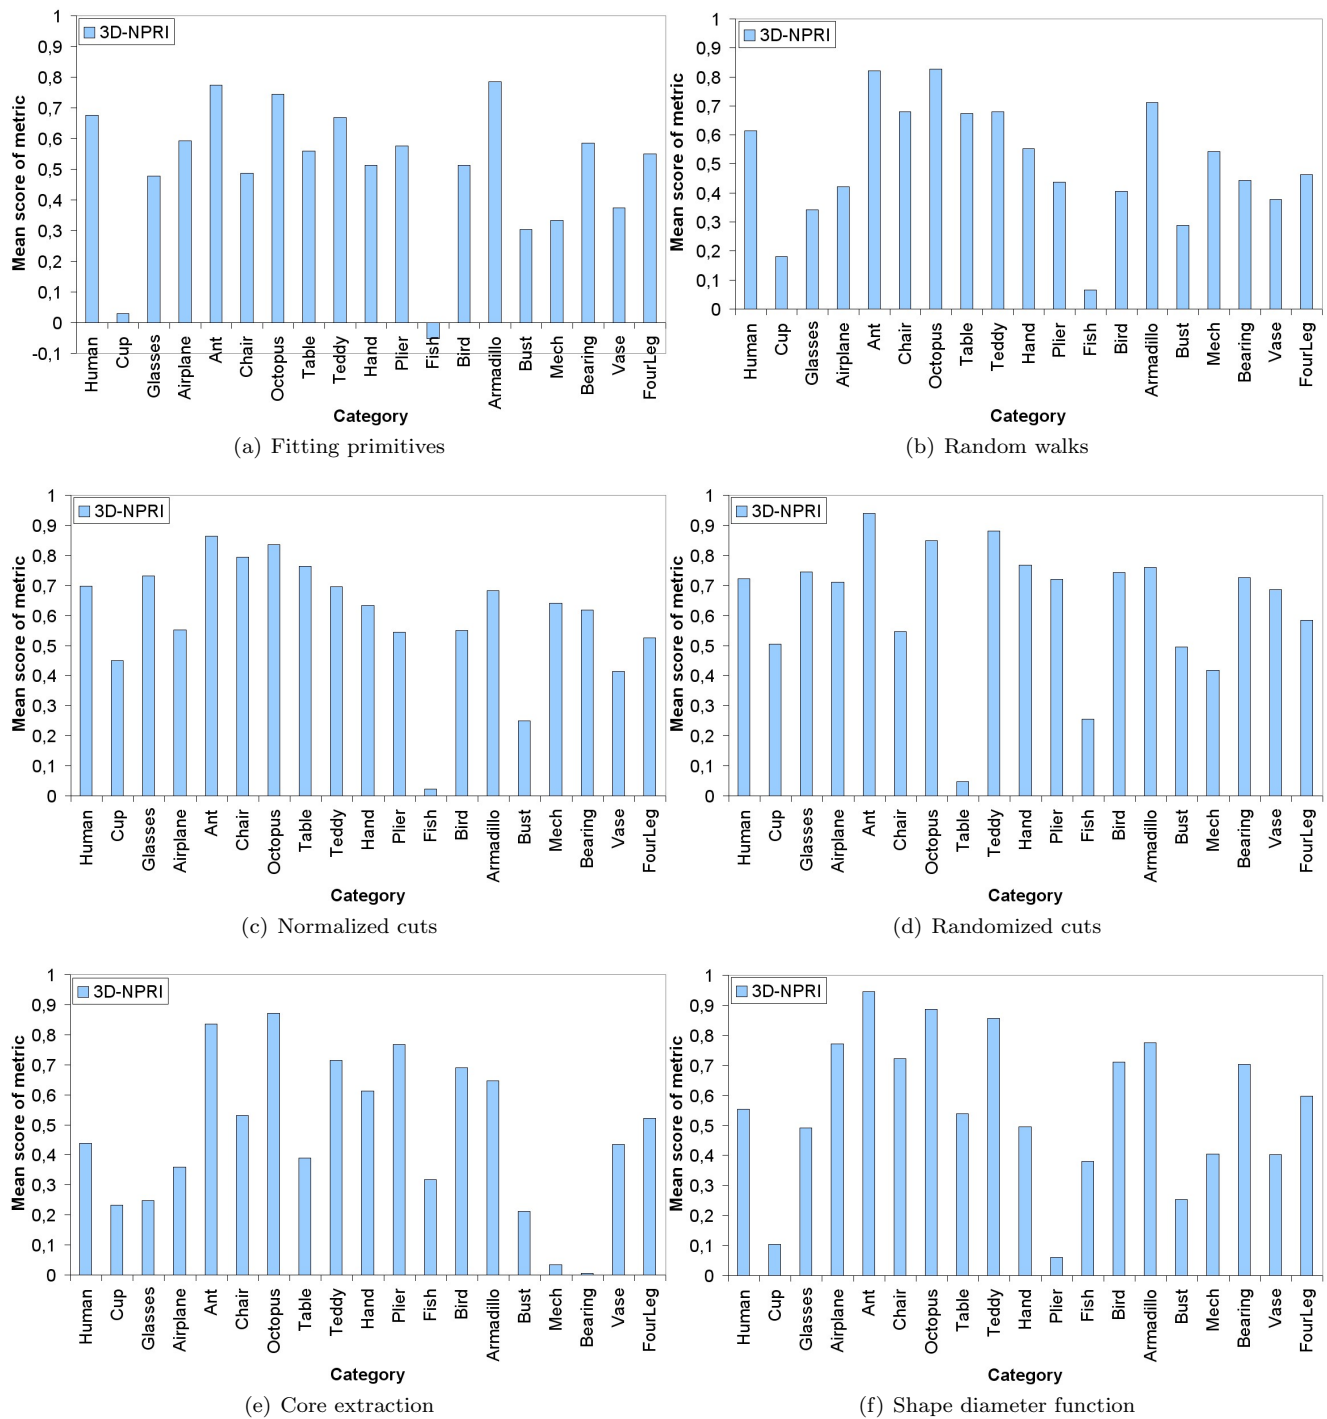 3D-NPRI
Mean score of metric
1
0,9
0,8
0,7
0,6
0,5
0,4
0,3
0,2
0,1
0
-0,1
Human
Cup
Glasses
Airplane
Ant
Chair
Octopus
Table
Teddy
Hand
Plier
Fish
Bird
Armadillo
Bust
Mech
Bearing
Vase
FourLeg
Category
(a) Fitting primitives
3D-NPRI
Mean score of metric
1
0,9
0,8
0,7
0,6
0,5
0,4
0,3
0,2
0,1
0
Human
Cup
Glasses
Airplane
Ant
Chair
Octopus
Table
Teddy
Hand
Plier
Fish
Bird
Armadillo
Bust
Mech
Bearing
Vase
FourLeg
Category
(b) Random walks
3D-NPRI
Mean score of metric
1
0,9
0,8
0,7
0,6
0,5
0,4
0,3
0,2
0,1
0
Human
Cup
Glasses
Airplane
Ant
Chair
Octopus
Table
Teddy
Hand
Plier
Fish
Bird
Armadillo
Bust
Mech
Bearing
Vase
FourLeg
Category
(c) Normalized cuts
3D-NPRI
Mean score of metric
1
0,9
0,8
0,7
0,6
0,5
0,4
0,3
0,2
0,1
0
Human
Cup
Glasses
Airplane
Ant
Chair
Octopus
Table
Teddy
Hand
Plier
Fish
Bird
Armadillo
Bust
Mech
Bearing
Vase
FourLeg
Category
(d) Randomized cuts
3D-NPRI
Mean score of metric
1
0,9
0,8
0,7
0,6
0,5
0,4
0,3
0,2
0,1
0
Human
Cup
Glasses
Airplane
Ant
Chair
Octopus
Table
Teddy
Hand
Plier
Fish
Bird
Armadillo
Bust
Mech
Bearing
Vase
FourLeg
Category
(e) Core extraction
3D-NPRI
Mean score of metric
1
0,9
0,8
0,7
0,6
0,5
0,4
0,3
0,2
0,1
0
Human
Cup
Glasses
Airplane
Ant
Chair
Octopus
Table
Teddy
Hand
Plier
Fish
Bird
Armadillo
Bust
Mech
Bearing
Vase
FourLeg
Category
(f) Shape diameter function